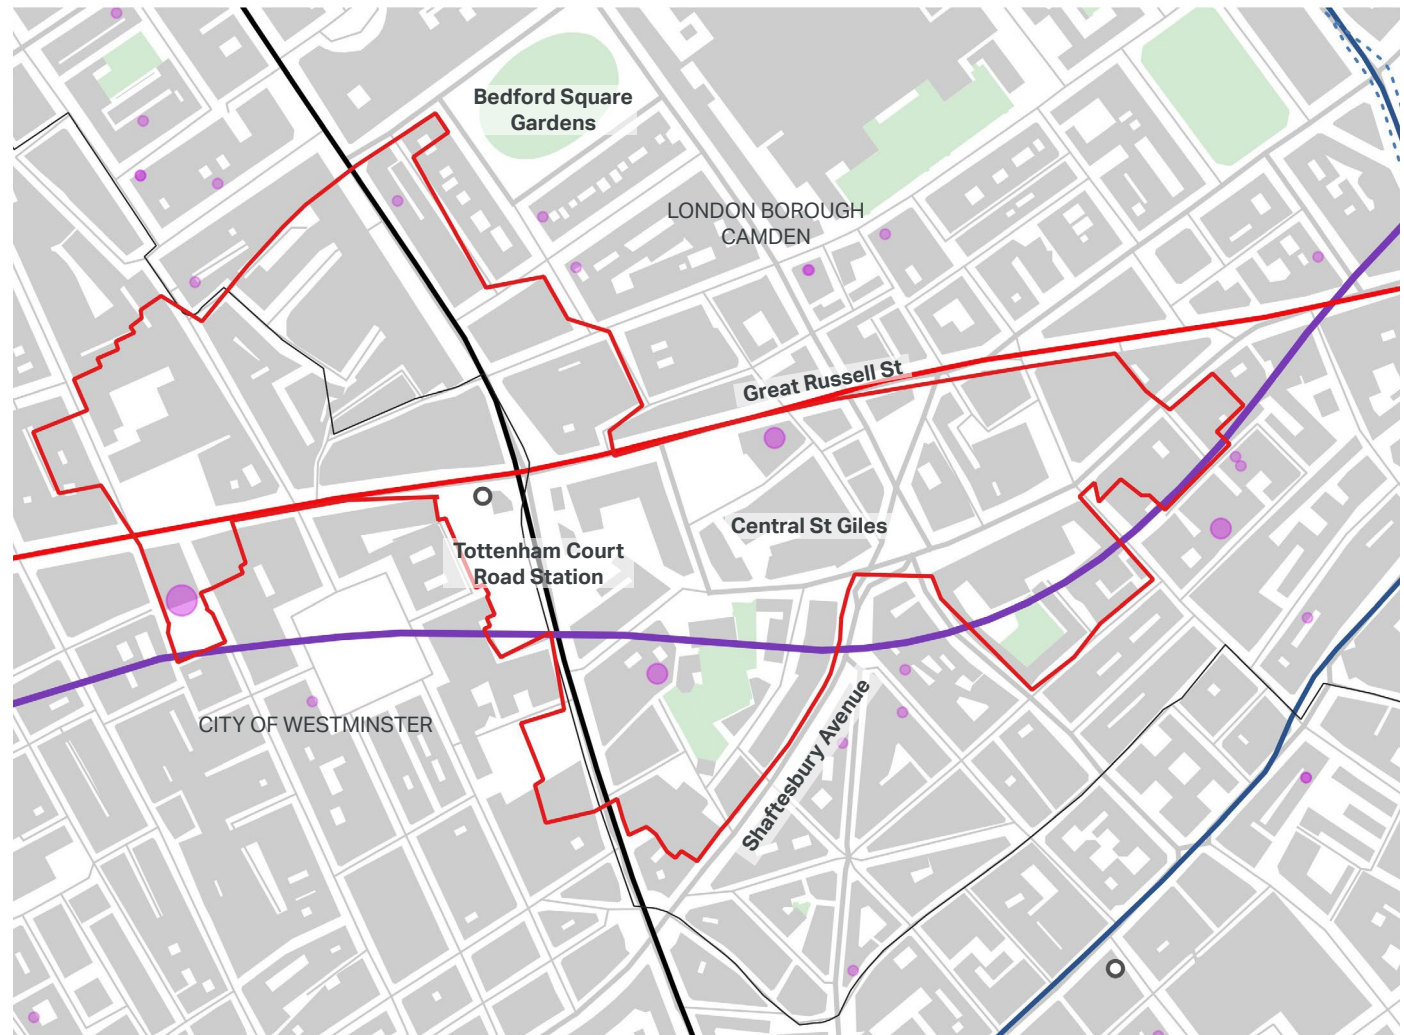 Bedford Square
Gardens
LONDON BOROUGH
CAMDEN
Great Russell St
Central St Giles
Tottenham Court
Road Station
Shaftesbury Avenue
CITY OF WESTMINSTER